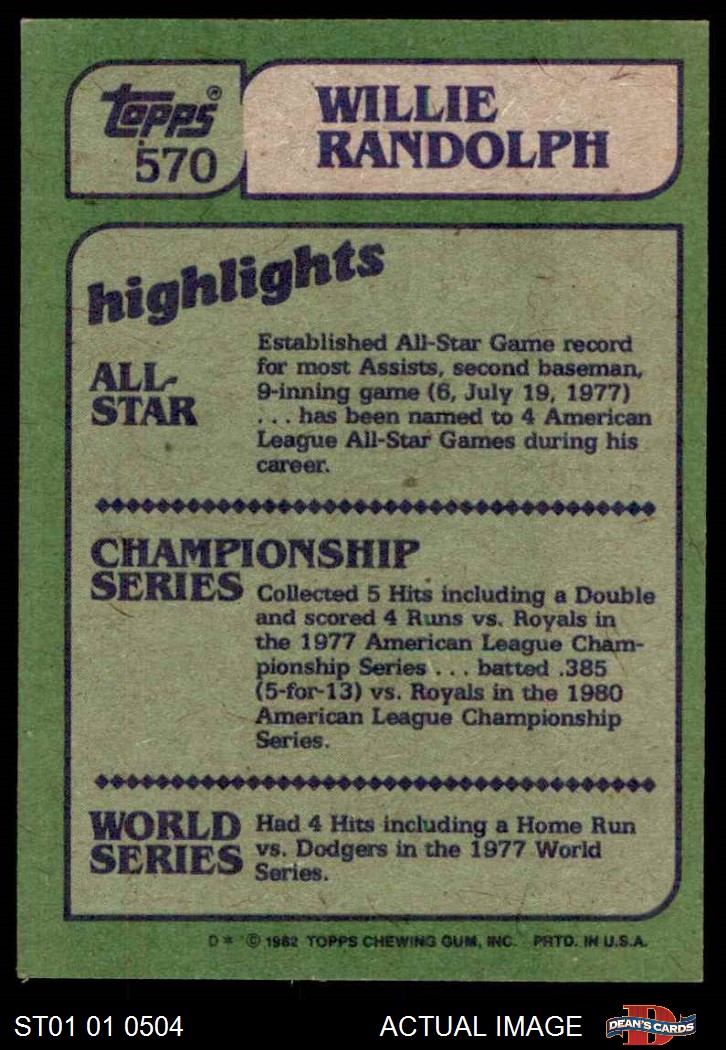 Topps®
570
WILLIE
RANDOLPH
highlights
ALL-
STAR
Established All-Star Game record
for most Assists, second baseman,
9-inning game (6, July 19, 1977)
. . . has been named to 4 American
League All-Star Games during his
career.
CHAMPIONSHIP
SERIES
Collected 5 Hits including a Double
and scored 4 Runs vs. Royals in
the 1977 American League Cham-
pionship Series . . . batted .385
(5-for-13) vs. Royals in the 1980
American League Championship
Series.
WORLD
SERIES
Had 4 Hits including a Home Run
vs. Dodgers in the 1977 World
Series.
D* © 1982 TOPPS CHEWING GUM, INC. PRTD. IN U.S.A.
ST01 01 0504
ACTUAL IMAGE
D
DEAN'S CARDS